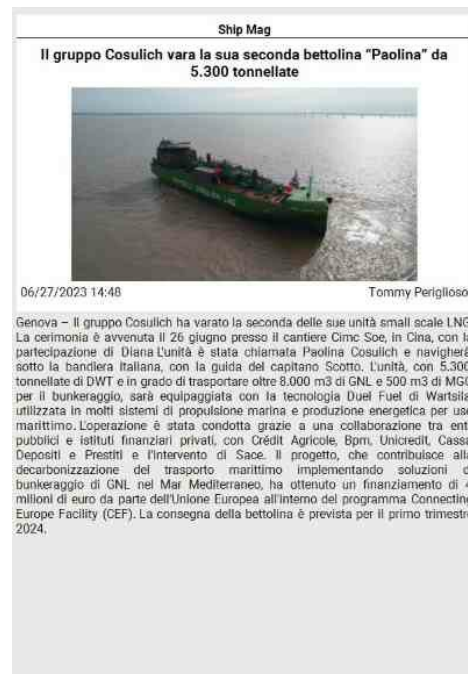 Ship Mag
Il gruppo Cosulich vara la sua seconda bettolina “Paolina” da
5.300 tonnellate
06/27/2023 14:48
Tommy Periglioso
Genova – Il gruppo Cosulich ha varato la seconda delle sue unità small scale LNG
La cerimonia è avvenuta il 26 giugno presso il cantiere Cimc Soe, in Cina, con
partecipazione di Diana L'unità è stata chiamata Paolina Cosulich e navigherà
sotto la bandiera italiana, con la guida del capitano Scotto. L'unità, con 5.300
tonnellate di DWT e in grado di trasportare oltre 8.000 m3 di GNL e 500 m3 di
per il bunkeraggio, sarà equipaggiata con la tecnologia Duel Fuel di Wartsila
utilizzata in molti sistemi di propulsione marina e produzione energetica per
marittimo. L'operazione è stata condotta grazie a una collaborazione tra
pubblici e istituti finanziari privati, con Crédit Agricole, Bpm, Unicredit,
Depositi e Prestiti e l'intervento di Sace. Il progetto, che contribuisce
decarbonizzazione del trasporto marittimo implementando soluzioni
bunkeraggio di GNL nel Mar Mediterraneo, ha ottenuto un finanziamento di
milioni di euro da parte dell'Unione Europea all'interno del programma Connecting
Europe Facility (CEF). La consegna della bettolina è prevista per il primo
2024.